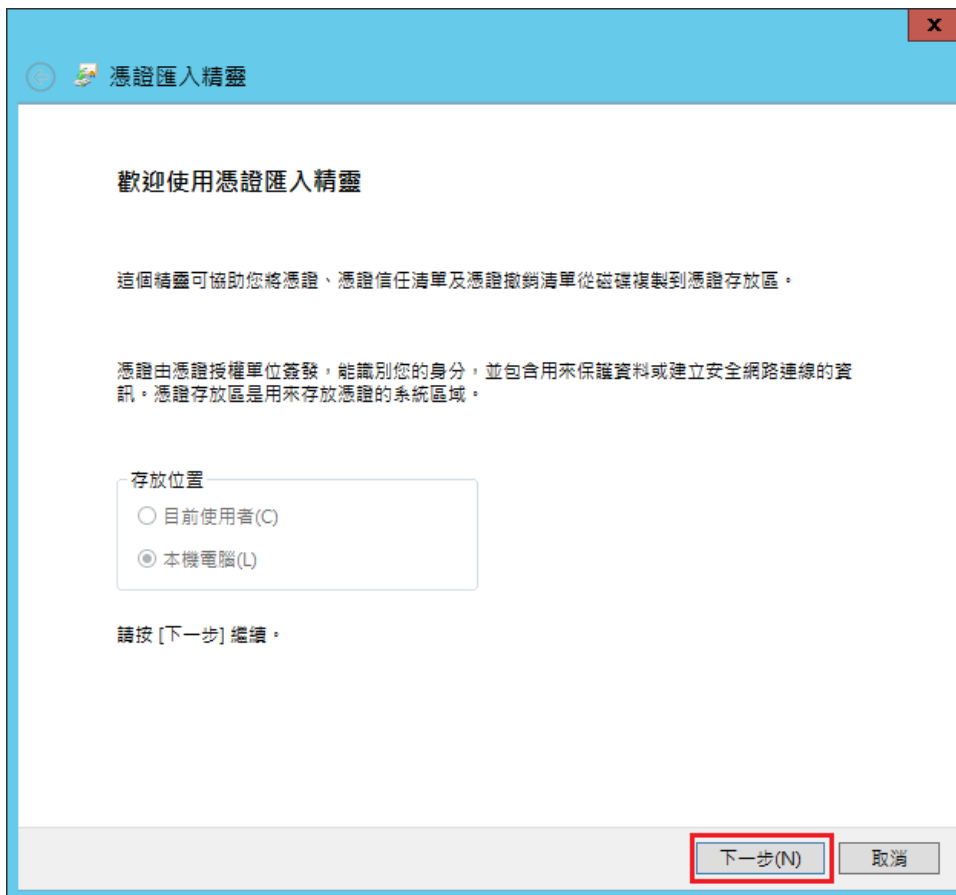 x
憑證匯入精靈
歡迎使用憑證匯入精靈
這個精靈可協助您將憑證、憑證信任清單及憑證撤銷清單從磁碟複製到憑證存放區。
憑證由憑證授權單位簽發，能識別您的身分，並包含用來保護資料或建立安全網路連線的資
訊。憑證存放區是用來存放憑證的系統區域。
存放位置
目前使用者(C)
本機電腦(L)
請按 [下一步] 繼續。
下一步(N)
取消